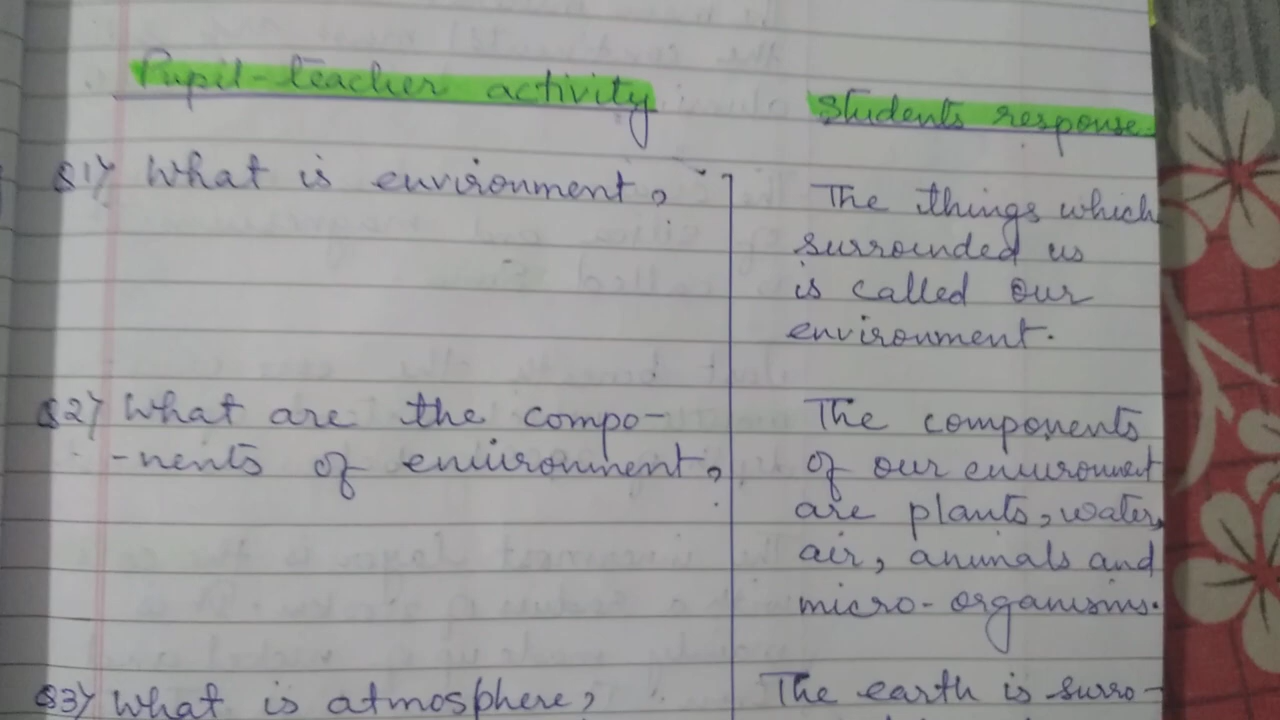 Pupil-teacher activity
Students response.
Q1) What is environment?
The things which
surrounded us
is called our
environment.
Q2) What are the compo-
-nents of environment?
The components
of our environment
are plants, water,
air, animals and
micro-organisms.
Q3) What is atmosphere?
The earth is surro-